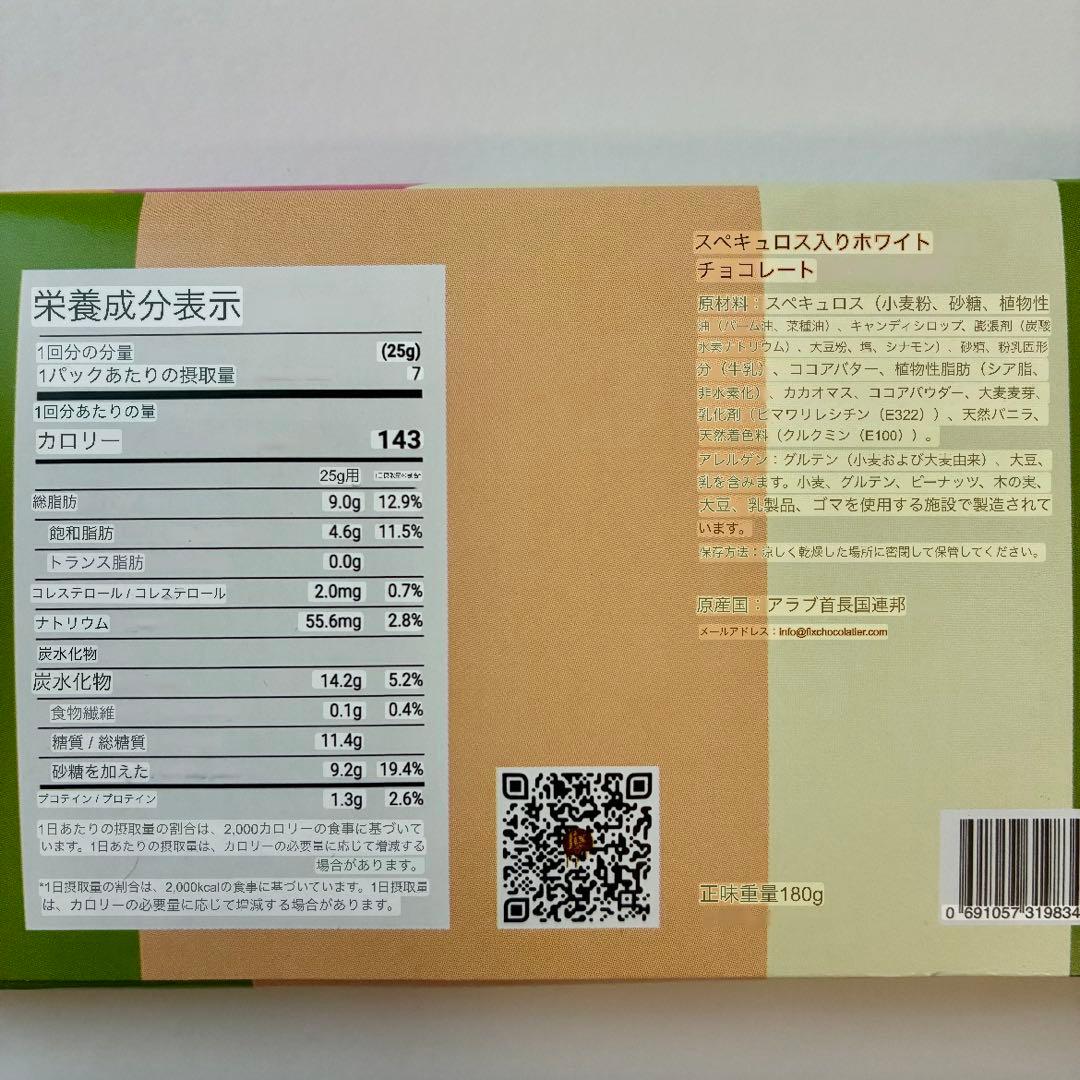 栄養成分表示
1回分の分量 (25g)
1パックあたりの摂取量 7
1回分あたりの量
カロリー 143
25g用
総脂肪 9.0g 12.9%
飽和脂肪 4.6g 11.5%
トランス脂肪 0.0g
コレステロール / コレステロール 2.0mg 0.7%
ナトリウム 55.6mg 2.8%
炭水化物
炭水化物 14.2g 5.2%
食物繊維 0.1g 0.4%
糖質 / 総糖質 11.4g
砂糖を加えた 9.2g 19.4%
プロテイン / プロテイン 1.3g 2.6%
1日あたりの摂取量の割合は、2,000カロリーの食事に基づいて
います。1日あたりの摂取量は、カロリーの必要量に応じて増減する
場合があります。
*1日摂取量の割合は、2,000kcalの食事に基づいています。1日摂取量
は、カロリーの必要量に応じて増減する場合があります。
スペキュロス入りホワイト
チョコレート
原材料：スペキュロス（小麦粉、砂糖、植物性
油（パーム油、菜種油）、キャンディシロップ、膨張剤（炭酸
水素ナトリウム）、大豆粉、塩、シナモン）、砂糖、粉乳固形
分（牛乳）、ココアバター、植物性脂肪（シア脂、
非水素化）、カカオマス、ココアパウダー、大麦麦芽、
乳化剤（ヒマワリレシチン（E322））、天然バニラ、
天然着色料（クルクミン（E100））。
アレルゲン：グルテン（小麦および大麦由来）、大豆、
乳を含みます。小麦、グルテン、ピーナッツ、木の実、
大豆、乳製品、ゴマを使用する施設で製造されて
います。
保存方法：涼しく乾燥した場所に密閉して保管してください。
原産国：アラブ首長国連邦
メールアドレス：info@fixchocolatier.com
fix
正味重量180g
0 691057 319834